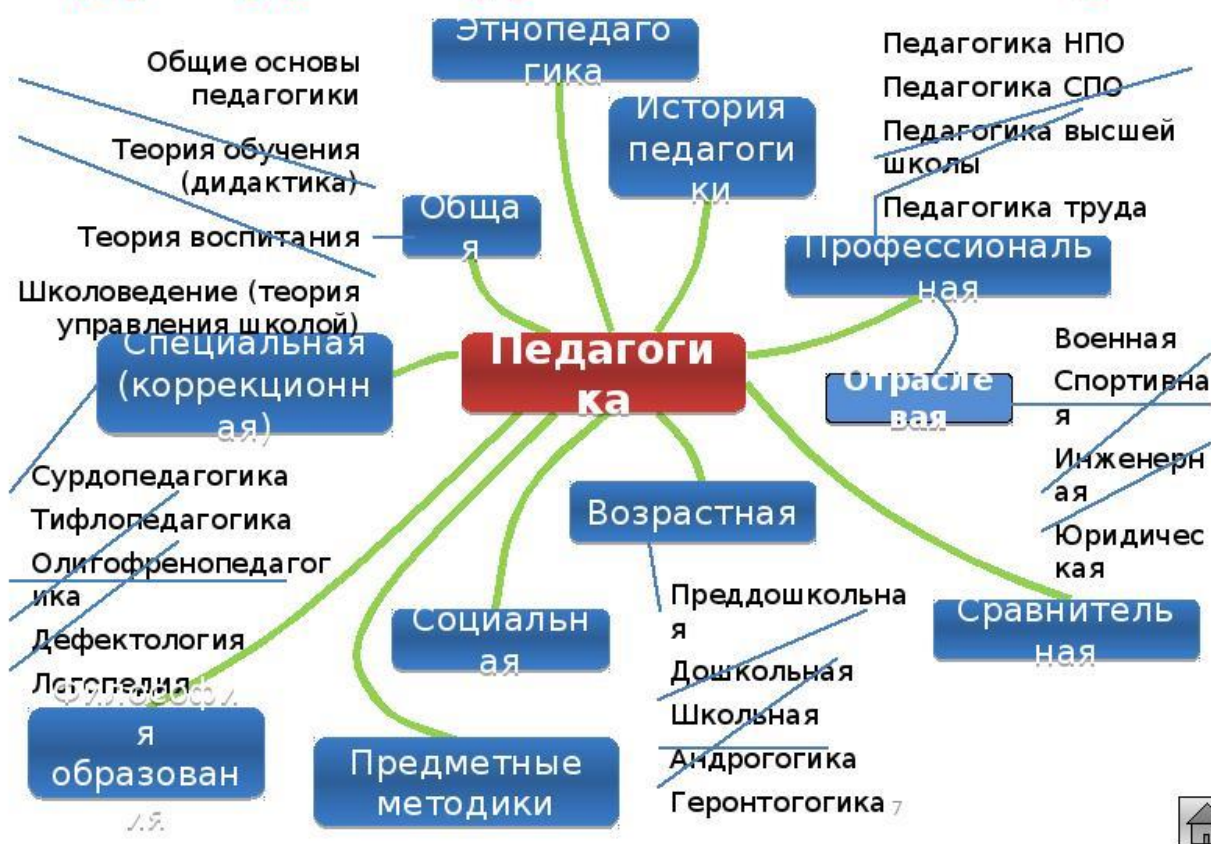 Этнопедаго
гика
История
педагоги
ки
Общие основы
педагогики
Теория обучения
(дидактика)
Теория воспитания
Школоведение (теория
управления школой)
Обща
я
Педагогика НПО
Педагогика СПО
Педагогика высшей
школы
Педагогика труда
Профессиональ
ная
Педагоги
ка
Отрасле
вая
Военная
Спортивна
я
Инженерн
ая
Юридичес
кая
Специальная
(коррекционн
ая)
Сурдопедагогика
Тифлопедагогика
Олигофренопедагог
ика
Дефектология
Логопедия
Возрастная
Преддошкольна
я
Дошкольная
Школьная
Андрогогика
Геронтогогика 7
Социальн
ая
Сравнитель
ная
Философи
я
образован
ия
Предметные
методики